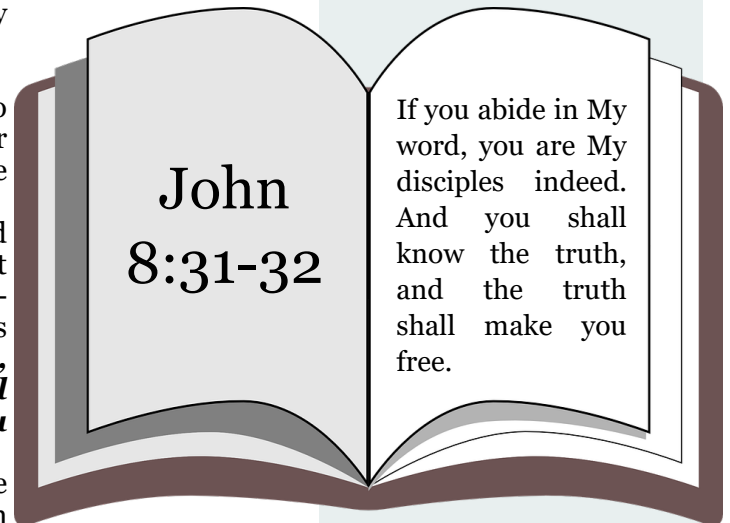 John
8:31-32
If you abide in My
word, you are My
disciples indeed.
And you shall
know the truth,
and the truth
shall make you
free.